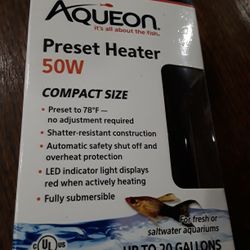 AQUEON
it's all about the fish.
Preset Heater
50W
COMPACT SIZE
• Preset to 78°F —
no adjustment required
• Shatter-resistant construction
• Automatic safety shut off and
overheat protection
• LED indicator light displays
red when actively heating
• Fully submersible
For fresh or
saltwater aquariums
UP TO 20 GALLONS
c UL US